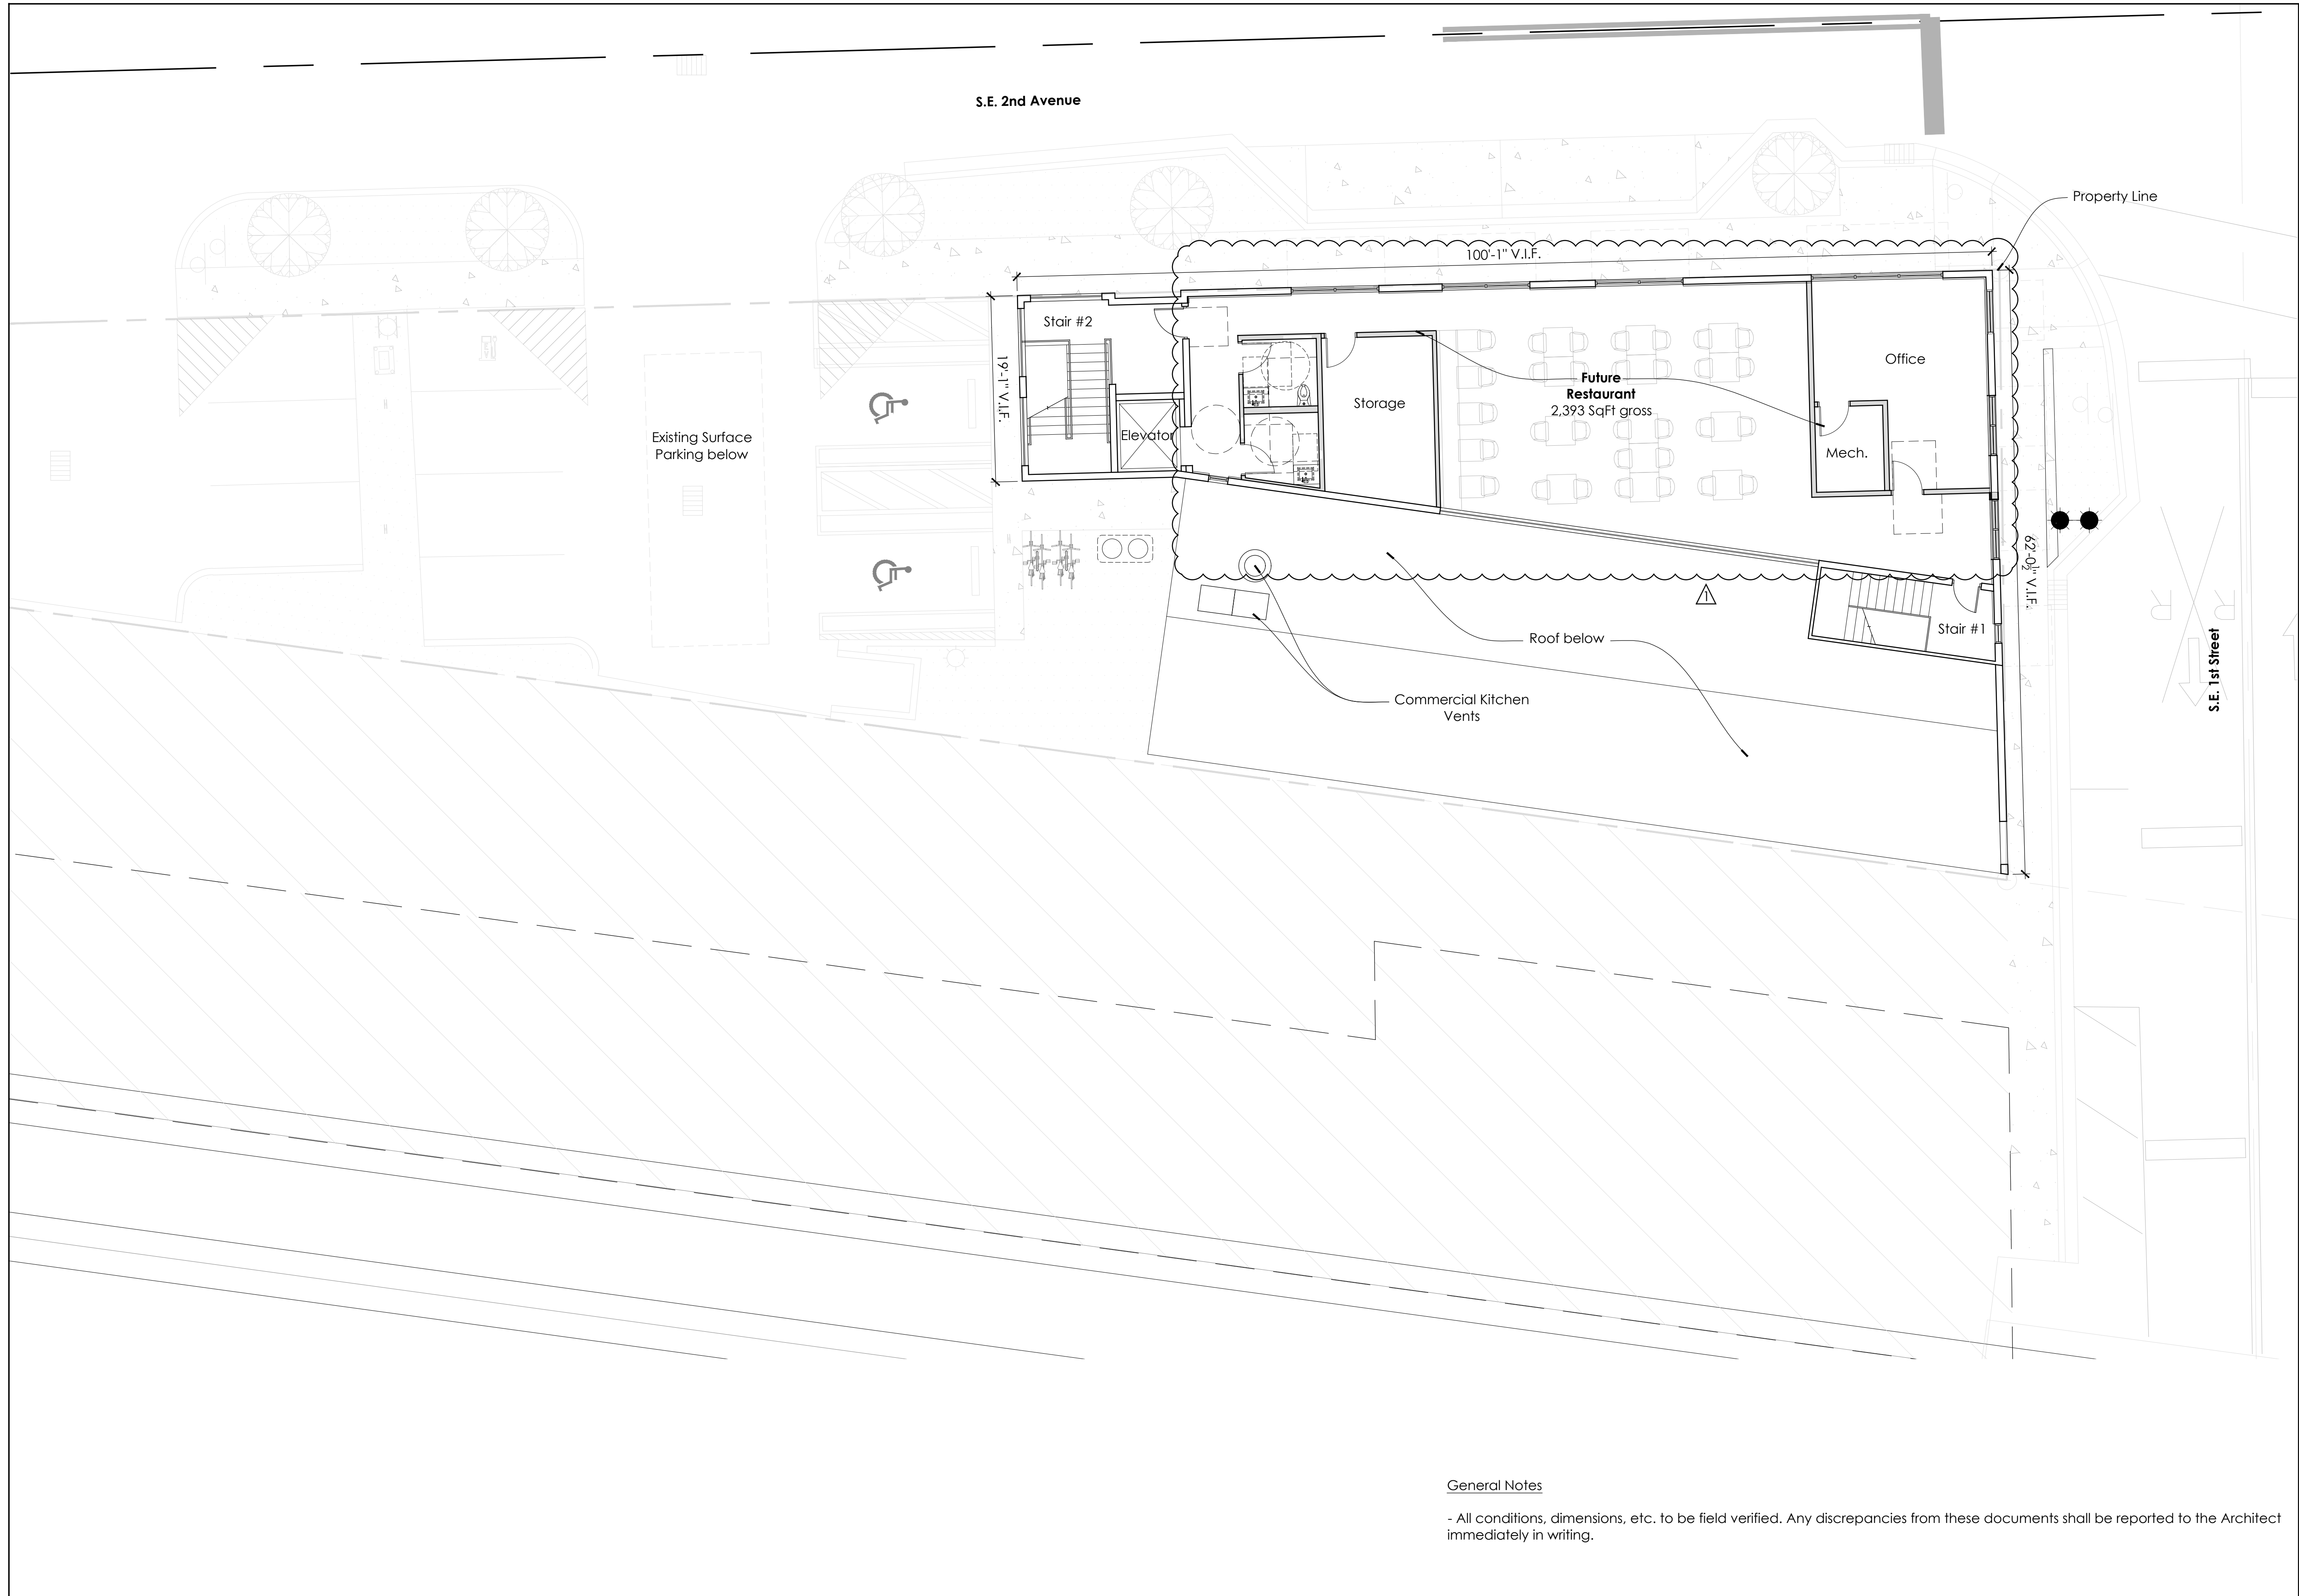 S.E. 2nd Avenue
Property Line
100'-1" V.I.F.
Stair #2
19'-1" V.I.F.
Office
Future
Restaurant
2,393 SqFt gross
Storage
Elevator
Existing Surface
Parking below
Mech.
62'-0 1/2" V.I.F.
1
Stair #1
Roof below
S.E. 1st Street
R R
Commercial Kitchen
Vents
General Notes
- All conditions, dimensions, etc. to be field verified. Any discrepancies from these documents shall be reported to the Architect
immediately in writing.